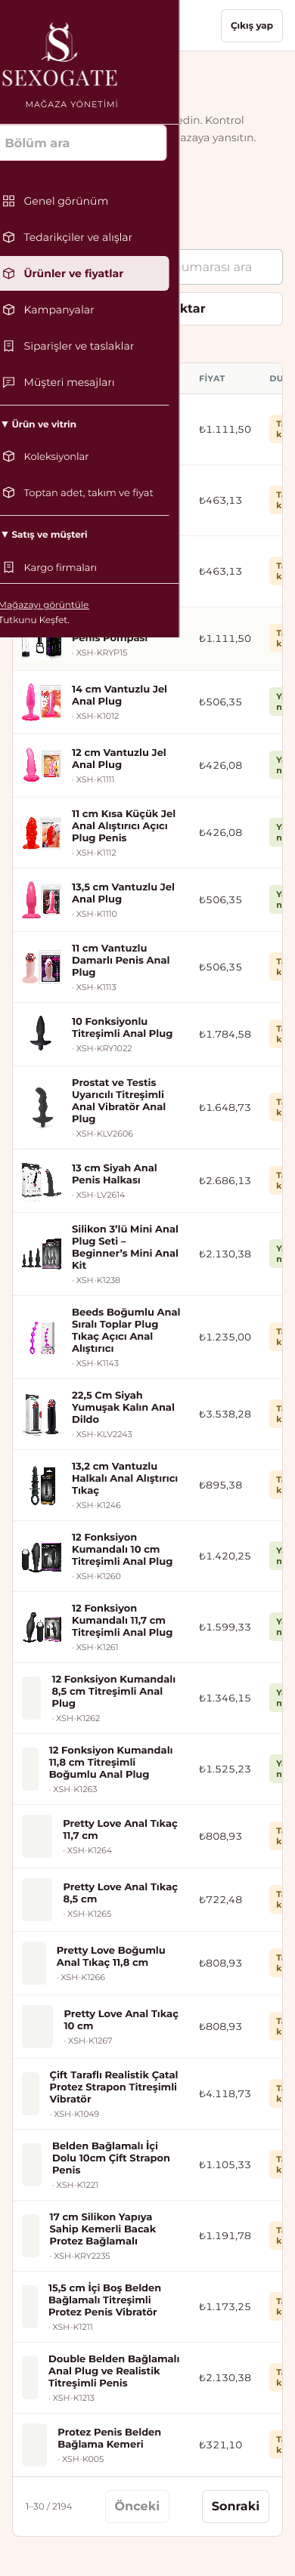 SEXOGATE
MAĞAZA YÖNETİMİ
Çıkış yap
edin. Kontrol
azaya yansıtın.
Bölüm ara
Genel görünüm
Tedarikçiler ve alışlar
Ürünler ve fiyatlar
Kampanyalar
Siparişler ve taslaklar
Müşteri mesajları
▼ Ürün ve vitrin
Koleksiyonlar
Toptan adet, takım ve fiyat
▼ Satış ve müşteri
Kargo firmaları
Mağazayı görüntüle
Tutkunu Keşfet.
umarası ara
ktar
FİYAT DU
₺1.111,50
₺463,13
₺463,13
Penis Pompası
· XSH-KRYP15
₺1.111,50
14 cm Vantuzlu Jel
Anal Plug
· XSH-K1012
₺506,35
12 cm Vantuzlu Jel
Anal Plug
· XSH-K1111
₺426,08
11 cm Kısa Küçük Jel
Anal Alıştırıcı Açıcı
Plug Penis
· XSH-K1112
₺426,08
13,5 cm Vantuzlu Jel
Anal Plug
· XSH-K1110
₺506,35
11 cm Vantuzlu
Damarlı Penis Anal
Plug
· XSH-K1113
₺506,35
10 Fonksiyonlu
Titreşimli Anal Plug
· XSH-KRY1022
₺1.784,58
Prostat ve Testis
Uyarıcılı Titreşimli
Anal Vibratör Anal
Plug
· XSH-KLV2606
₺1.648,73
13 cm Siyah Anal
Penis Halkası
· XSH-LV2614
₺2.686,13
Silikon 3’lü Mini Anal
Plug Seti –
Beginner’s Mini Anal
Kit
· XSH-K1238
₺2.130,38
Beeds Boğumlu Anal
Sıralı Toplar Plug
Tıkaç Açıcı Anal
Alıştırıcı
· XSH-K1143
₺1.235,00
22,5 Cm Siyah
Yumuşak Kalın Anal
Dildo
· XSH-KLV2243
₺3.538,28
13,2 cm Vantuzlu
Halkalı Anal Alıştırıcı
Tıkaç
· XSH-K1246
₺895,38
12 Fonksiyon
Kumandalı 10 cm
Titreşimli Anal Plug
· XSH-K1260
₺1.420,25
12 Fonksiyon
Kumandalı 11,7 cm
Titreşimli Anal Plug
· XSH-K1261
₺1.599,33
12 Fonksiyon Kumandalı
8,5 cm Titreşimli Anal
Plug
· XSH-K1262
₺1.346,15
12 Fonksiyon Kumandalı
11,8 cm Titreşimli
Boğumlu Anal Plug
· XSH-K1263
₺1.525,23
Pretty Love Anal Tıkaç
11,7 cm
· XSH-K1264
₺808,93
Pretty Love Anal Tıkaç
8,5 cm
· XSH-K1265
₺722,48
Pretty Love Boğumlu
Anal Tıkaç 11,8 cm
· XSH-K1266
₺808,93
Pretty Love Anal Tıkaç
10 cm
· XSH-K1267
₺808,93
Çift Taraflı Realistik Çatal
Protez Strapon Titreşimli
Vibratör
· XSH-K1049
₺4.118,73
Belden Bağlamalı İçi
Dolu 10cm Çift Strapon
Penis
· XSH-K1221
₺1.105,33
17 cm Silikon Yapıya
Sahip Kemerli Bacak
Protez Bağlamalı
· XSH-KRY2235
₺1.191,78
15,5 cm İçi Boş Belden
Bağlamalı Titreşimli
Protez Penis Vibratör
· XSH-K1211
₺1.173,25
Double Belden Bağlamalı
Anal Plug ve Realistik
Titreşimli Penis
· XSH-K1213
₺2.130,38
Protez Penis Belden
Bağlama Kemeri
· XSH-K005
₺321,10
1–30 / 2194
Önceki
Sonraki